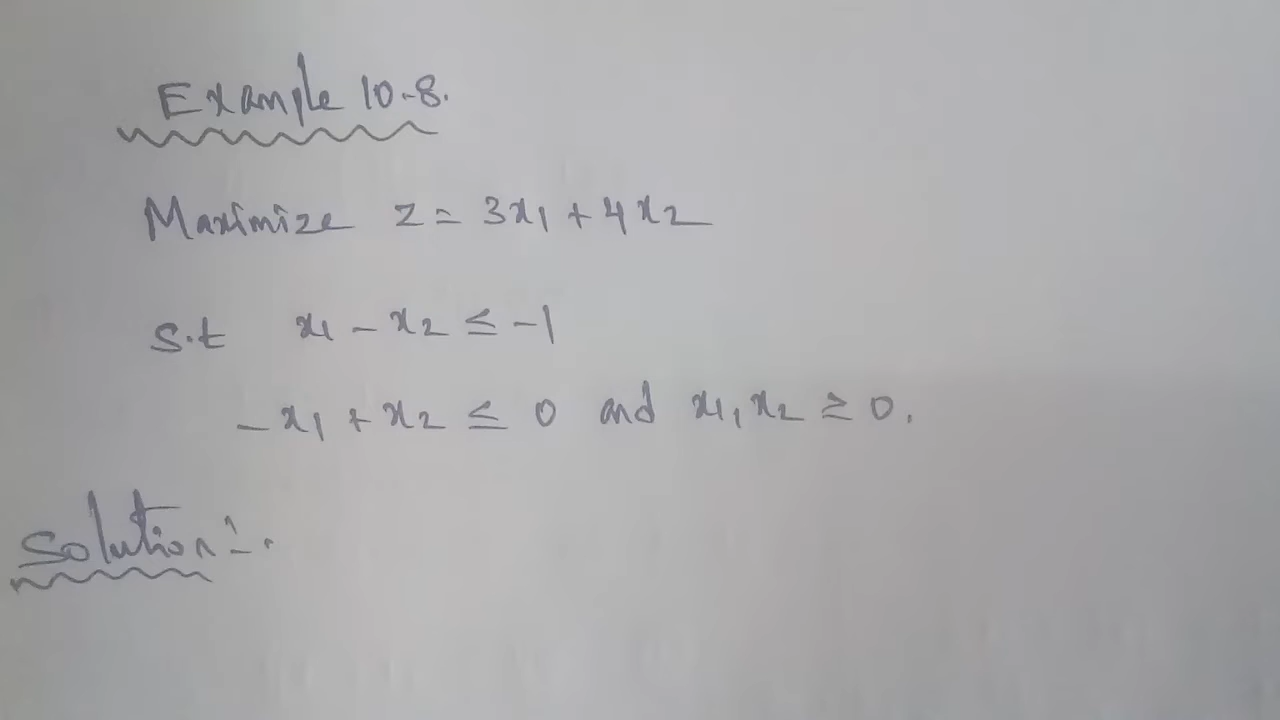 Example 10.8.
Maximize z = 3x1 + 4x2
S.t x1 - x2 ≤ -1
-x1 + x2 ≤ 0 and x1, x2 ≥ 0.
Solution:-